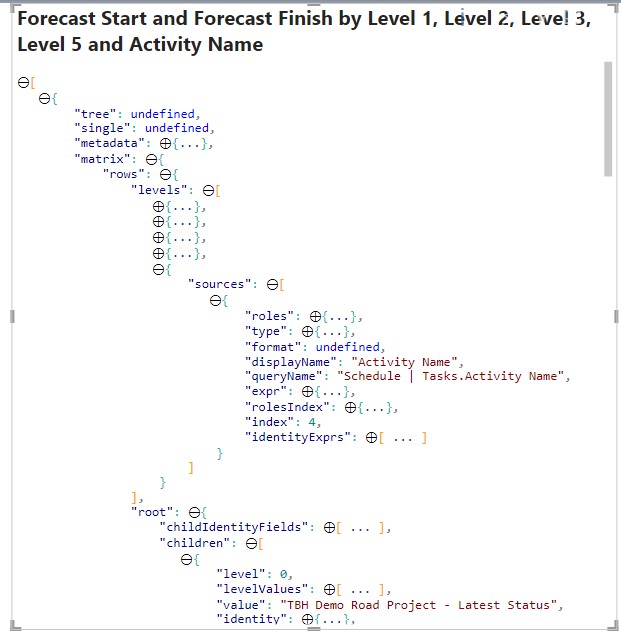 Forecast Start and Forecast Finish by Level 1, Level 2, Level 3,
Level 5 and Activity Name
⊖[
⊖{
"tree": undefined,
"single": undefined,
"metadata": ⊕{...},
"matrix": ⊖{
"rows": ⊖{
"levels": ⊖[
⊕{...},
⊕{...},
⊕{...},
⊕{...},
⊖{
"sources": ⊖[
⊖{
"roles": ⊕{...},
"type": ⊕{...},
"format": undefined,
"displayName": "Activity Name",
"queryName": "Schedule | Tasks.Activity Name",
"expr": ⊕{...},
"rolesIndex": ⊕{...},
"index": 4,
"identityExprs": ⊕[ ... ]
}
]
}
],
"root": ⊖{
"childIdentityFields": ⊕[ ... ],
"children": ⊖[
⊖{
"level": 0,
"levelValues": ⊕[ ... ],
"value": "TBH Demo Road Project - Latest Status",
"identity": ⊕{...},